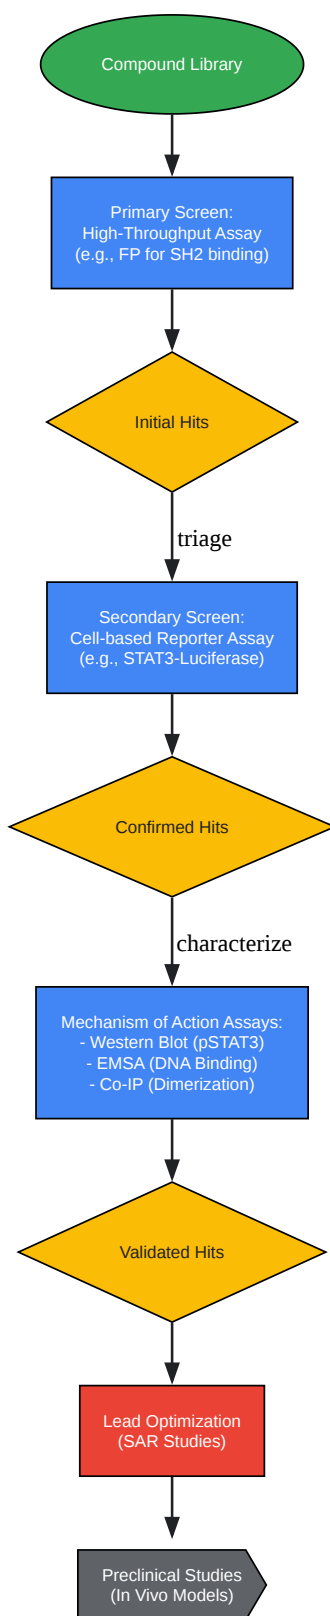 Compound Library
Primary Screen:
High-Throughput Assay
(e.g., FP for SH2 binding)
Initial Hits
triage
Secondary Screen:
Cell-based Reporter Assay
(e.g., STAT3-Luciferase)
Confirmed Hits
characterize
Mechanism of Action Assays:
- Western Blot (pSTAT3)
- EMSA (DNA Binding)
- Co-IP (Dimerization)
Validated Hits
Lead Optimization
(SAR Studies)
Preclinical Studies
(In Vivo Models)